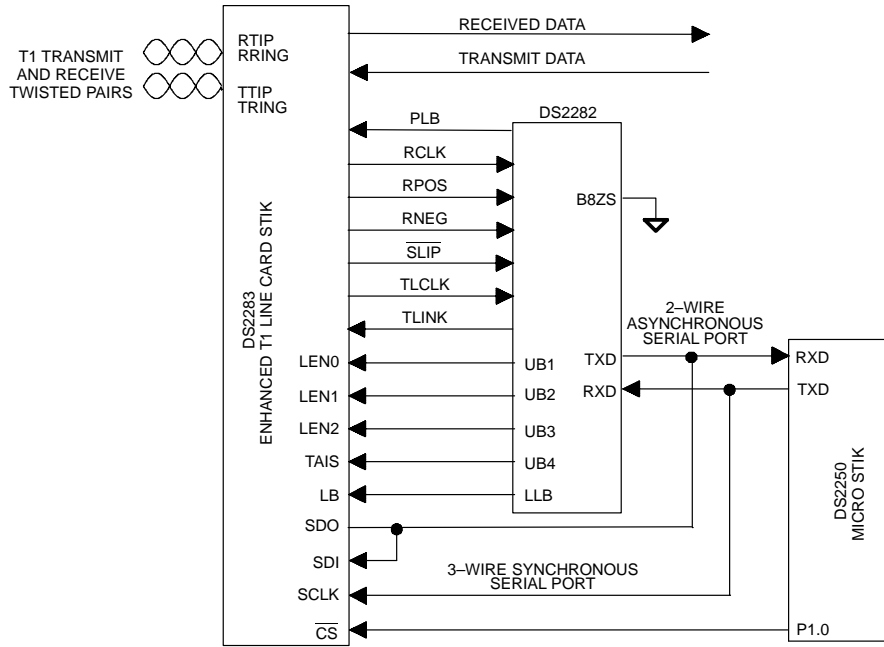 RECEIVED DATA
TRANSMIT DATA
T1 TRANSMIT
AND RECEIVE
TWISTED PAIRS
RTIP
RRING
TTIP
TRING
DS2283
ENHANCED T1 LINE CARD STIK
PLB
RCLK
RPOS
RNEG
SLIP
TLCLK
TLINK
LEN0
LEN1
LEN2
TAIS
LB
SDO
SDI
SCLK
CS
DS2282
B8ZS
UB1
UB2
UB3
UB4
LLB
TXD
RXD
2–WIRE
ASYNCHRONOUS
SERIAL PORT
3–WIRE SYNCHRONOUS
SERIAL PORT
RXD
TXD
DS2250
MICRO STIK
P1.0